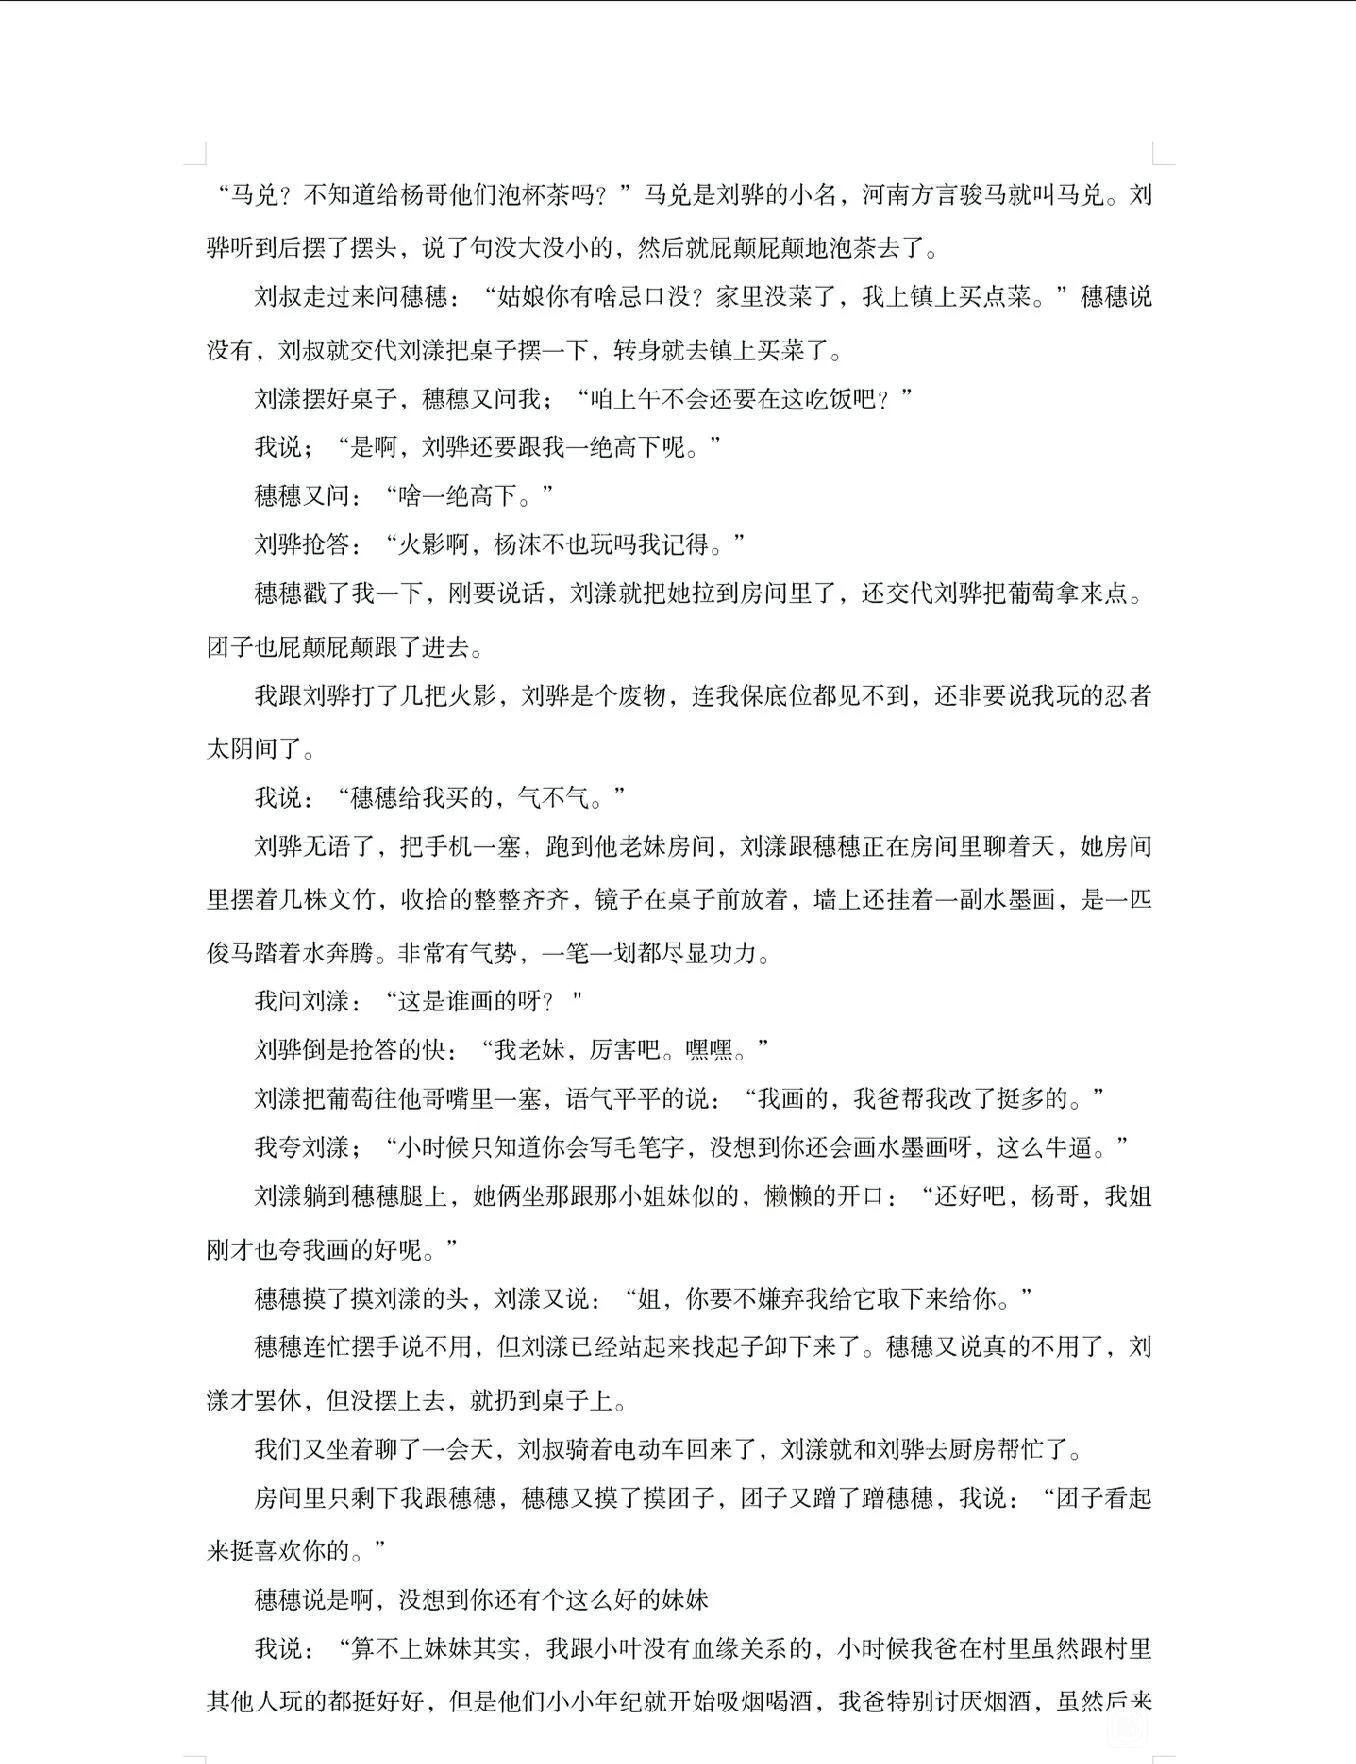 “马兑？不知道给杨哥他们泡杯茶吗？”马兑是刘骅的小名，河南方言骏马就叫马兑。刘
骅听到后摆了摆头，说了句没大没小的，然后就屁颠屁颠地泡茶去了。
刘叔走过来问穗穗：“姑娘你有啥忌口没？家里没菜了，我上镇上买点菜。”穗穗说
没有，刘叔就交代刘漾把桌子摆一下，转身就去镇上买菜了。
刘漾摆好桌子，穗穗又问我；“咱上午不会还要在这吃饭吧？”
我说；“是啊，刘骅还要跟我一绝高下呢。”
穗穗又问：“啥一绝高下。”
刘骅抢答：“火影啊，杨沫不也玩吗我记得。”
穗穗戳了我一下，刚要说话，刘漾就把她拉到房间里了，还交代刘骅把葡萄拿来点。
团子也屁颠屁颠跟了进去。
我跟刘骅打了几把火影，刘骅是个废物，连我保底位都见不到，还非要说我玩的忍者
太阴间了。
我说：“穗穗给我买的，气不气。”
刘骅无语了，把手机一塞，跑到他老妹房间，刘漾跟穗穗正在房间里聊着天，她房间
里摆着几株文竹，收拾的整整齐齐，镜子在桌子前放着，墙上还挂着一副水墨画，是一匹
俊马踏着水奔腾。非常有气势，一笔一划都尽显功力。
我问刘漾：“这是谁画的呀？"
刘骅倒是抢答的快：“我老妹，厉害吧。嘿嘿。”
刘漾把葡萄往他哥嘴里一塞，语气平平的说：“我画的，我爸帮我改了挺多的。”
我夸刘漾；“小时候只知道你会写毛笔字，没想到你还会画水墨画呀，这么牛逼。”
刘漾躺到穗穗腿上，她俩坐那跟那小姐妹似的，懒懒的开口：“还好吧，杨哥，我姐
刚才也夸我画的好呢。”
穗穗摸了摸刘漾的头，刘漾又说：“姐，你要不嫌弃我给它取下来给你。”
穗穗连忙摆手说不用，但刘漾已经站起来找起子卸下来了。穗穗又说真的不用了，刘
漾才罢休，但没摆上去，就扔到桌子上。
我们又坐着聊了一会天，刘叔骑着电动车回来了，刘漾就和刘骅去厨房帮忙了。
房间里只剩下我跟穗穗，穗穗又摸了摸团子，团子又蹭了蹭穗穗，我说：“团子看起
来挺喜欢你的。”
穗穗说是啊，没想到你还有个这么好的妹妹
我说：“算不上妹妹其实，我跟小叶没有血缘关系的，小时候我爸在村里虽然跟村里
其他人玩的都挺好好，但是他们小小年纪就开始吸烟喝酒，我爸特别讨厌烟酒，虽然后来